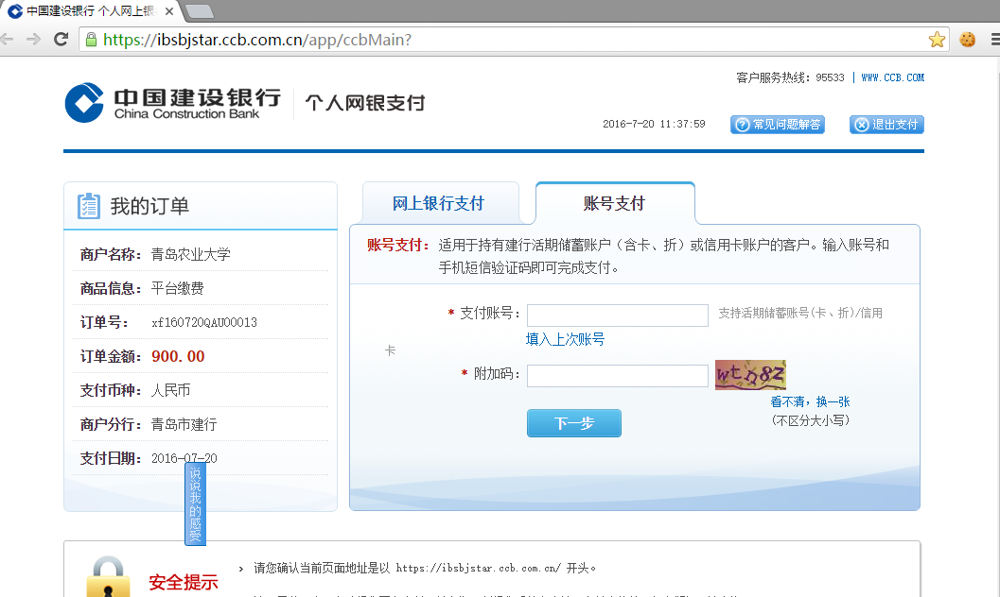 中国建设银行 个人网上银
https://ibsbjstar.ccb.com.cn/app/ccbMain?
客户服务热线：95533 | WWW.CCB.COM
中国建设银行
China Construction Bank
个人网银支付
2016-7-20 11:37:59
常见问题解答
退出支付
我的订单
商户名称： 青岛农业大学
商品信息： 平台缴费
订单号： xf160720QAU00013
订单金额： 900.00
支付币种： 人民币
商户分行： 青岛市建行
支付日期： 2016-07-20
说说我的感受
网上银行支付
账号支付
账号支付： 适用于持有建行活期储蓄账户（含卡、折）或信用卡账户的客户。输入账号和
手机短信验证码即可完成支付。
* 支付账号：
支持活期储蓄账号(卡、折)/信用
卡
填入上次账号
* 附加码：
看不清，换一张
(不区分大小写)
下一步
安全提示
› 请您确认当前页面地址是以 https://ibsbjstar.ccb.com.cn/ 开头。